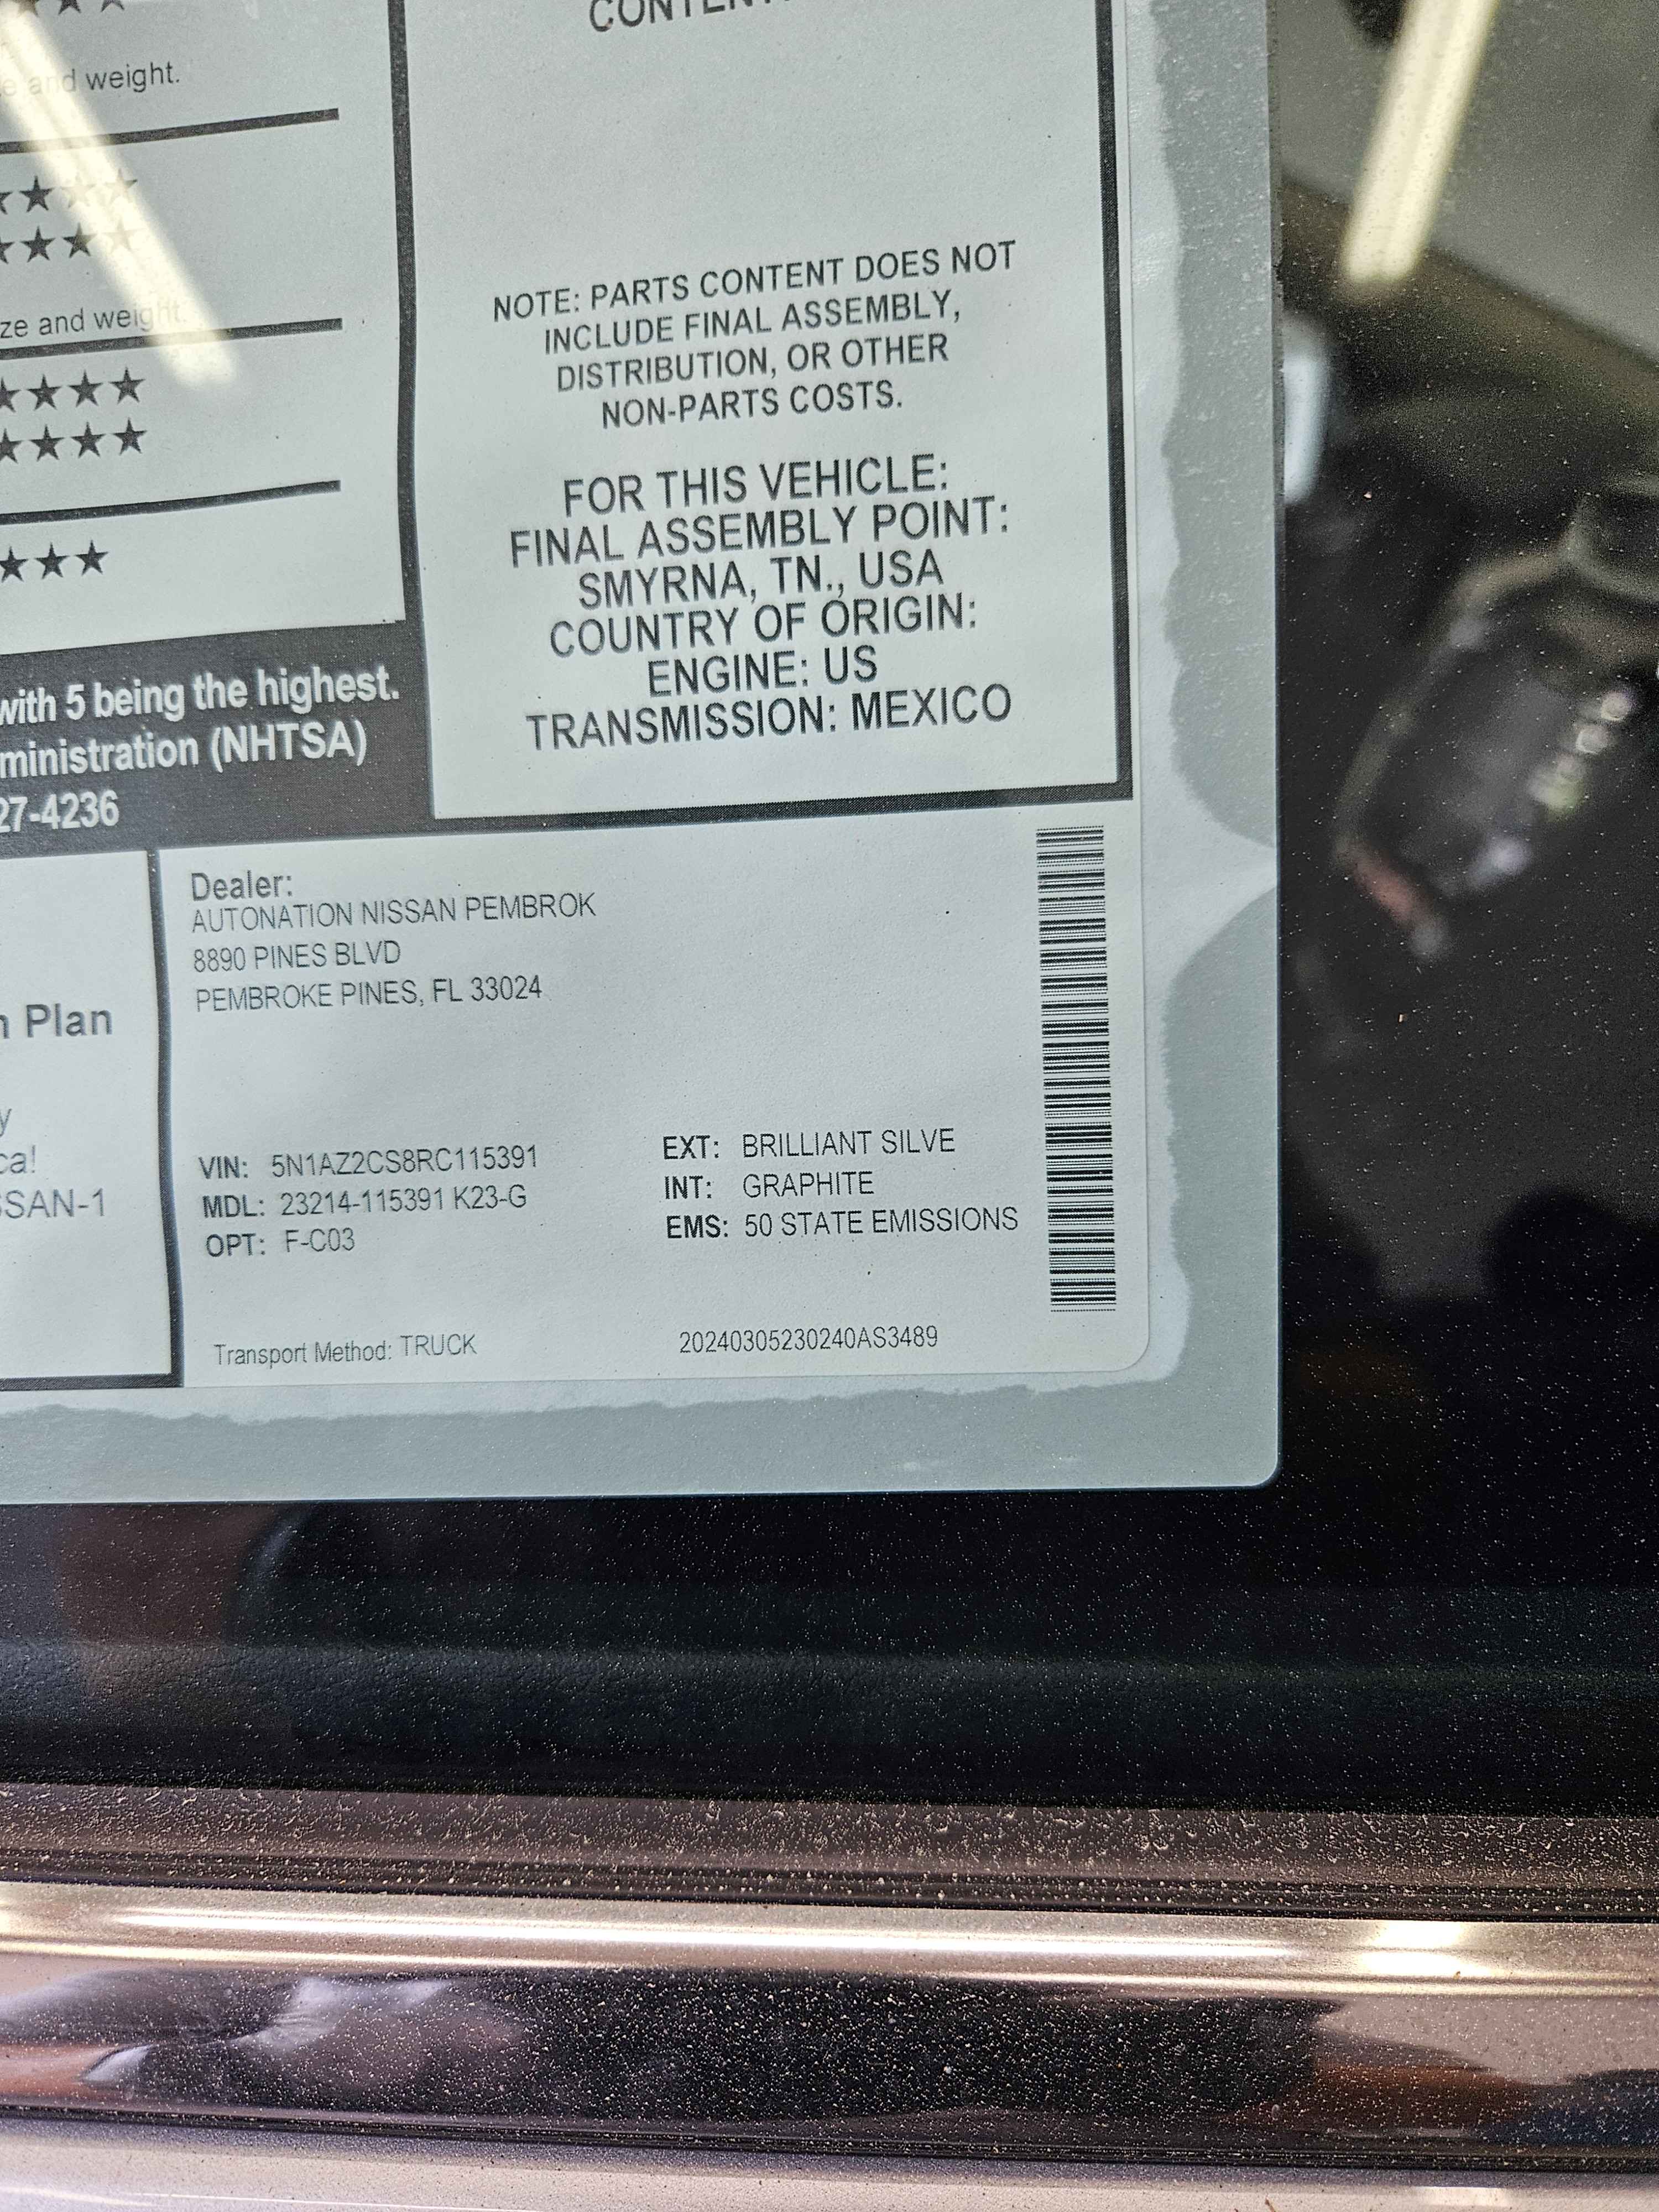 CONTEN
e and weight.
★★
★★★
ze and weight.
★★★★
★★★★
★★★
with 5 being the highest.
ministration (NHTSA)
27-4236
NOTE: PARTS CONTENT DOES NOT
INCLUDE FINAL ASSEMBLY,
DISTRIBUTION, OR OTHER
NON-PARTS COSTS.
FOR THIS VEHICLE:
FINAL ASSEMBLY POINT:
SMYRNA, TN., USA
COUNTRY OF ORIGIN:
ENGINE: US
TRANSMISSION: MEXICO
n Plan
y
ca!
SSAN-1
Dealer:
AUTONATION NISSAN PEMBROK
8890 PINES BLVD
PEMBROKE PINES, FL 33024
VIN: 5N1AZ2CS8RC115391
MDL: 23214-115391 K23-G
OPT: F-C03
EXT: BRILLIANT SILVE
INT: GRAPHITE
EMS: 50 STATE EMISSIONS
Transport Method: TRUCK
20240305230240AS3489